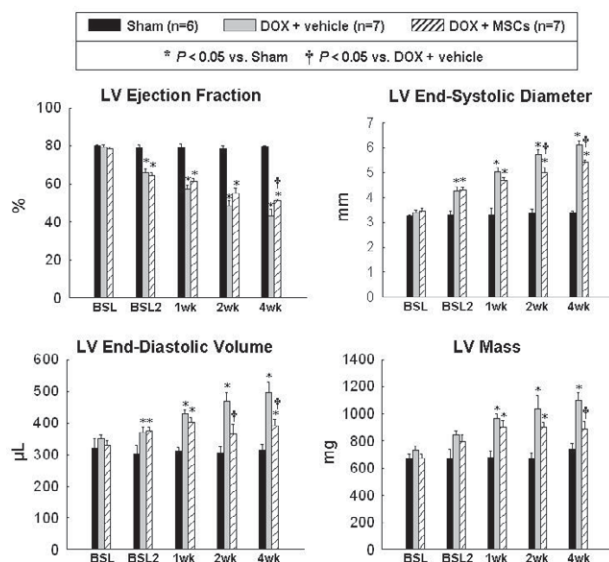 Sham (n=6) DOX + vehicle (n=7) DOX + MSCs (n=7)
* P < 0.05 vs. Sham † P < 0.05 vs. DOX + vehicle
LV Ejection Fraction
100
80
60
40
20
0
%
* * * * * * * * †
BSL BSL2 1wk 2wk 4wk
LV End-Systolic Diameter
7
6
5
4
3
2
1
0
mm
* * * * * * † * * †
BSL BSL2 1wk 2wk 4wk
LV End-Diastolic Volume
600
500
400
300
200
100
0
µL
* * * * * † * * †
BSL BSL2 1wk 2wk 4wk
LV Mass
1400
1200
1000
800
600
400
200
0
mg
* * * * * * †
BSL BSL2 1wk 2wk 4wk